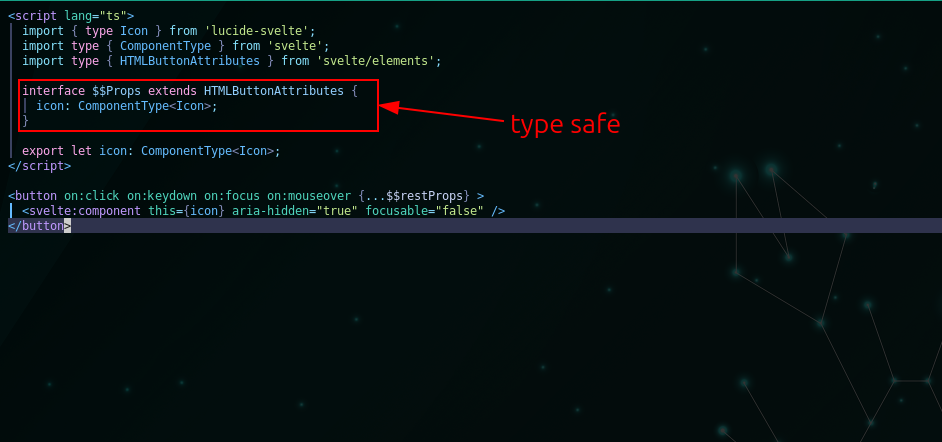 <script lang="ts">
import { type Icon } from 'lucide-svelte';
import type { ComponentType } from 'svelte';
import type { HTMLButtonAttributes } from 'svelte/elements';
interface $$Props extends HTMLButtonAttributes {
icon: ComponentType<Icon>;
}
type safe
export let icon: ComponentType<Icon>;
</script>
<button on:click on:keydown on:focus on:mouseover {...$$restProps} >
<svelte:component this={icon} aria-hidden="true" focusable="false" />
</button>